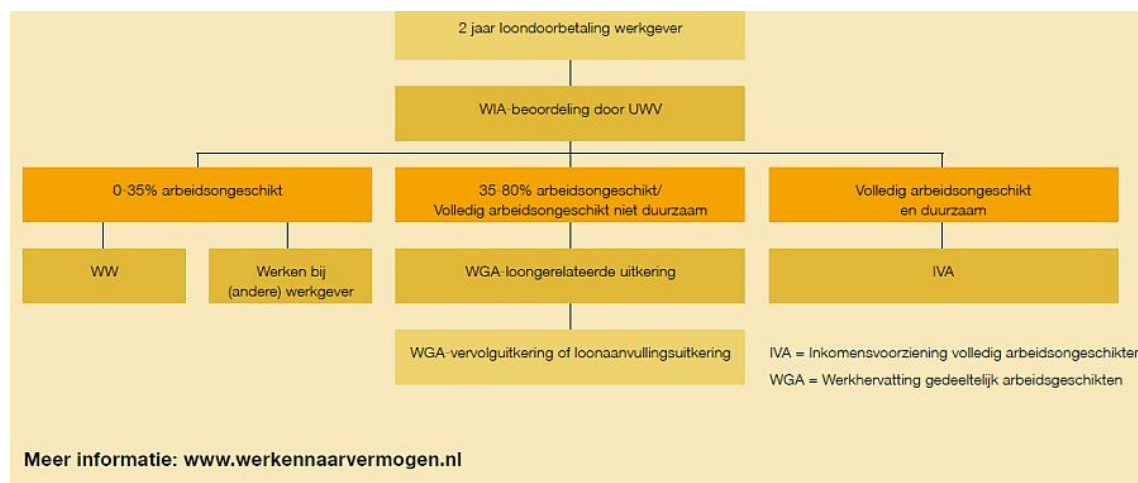 2 jaar loondoorbetaling werkgever
WIA-beoordeling door UWV
0-35% arbeidsongeschikt
35-80% arbeidsongeschikt/
Volledig arbeidsongeschikt niet duurzaam
Volledig arbeidsongeschikt
en duurzaam
WW
Werken bij
(andere) werkgever
WGA-loongerelateerde uitkering
IVA
WGA-vervolguitkering of loonaanvullingsuitkering
IVA = Inkomensvoorziening volledig arbeidsongeschikten
WGA = Werkhervatting gedeeltelijk arbeidsgeschikten
Meer informatie: www.werkennaarvermogen.nl